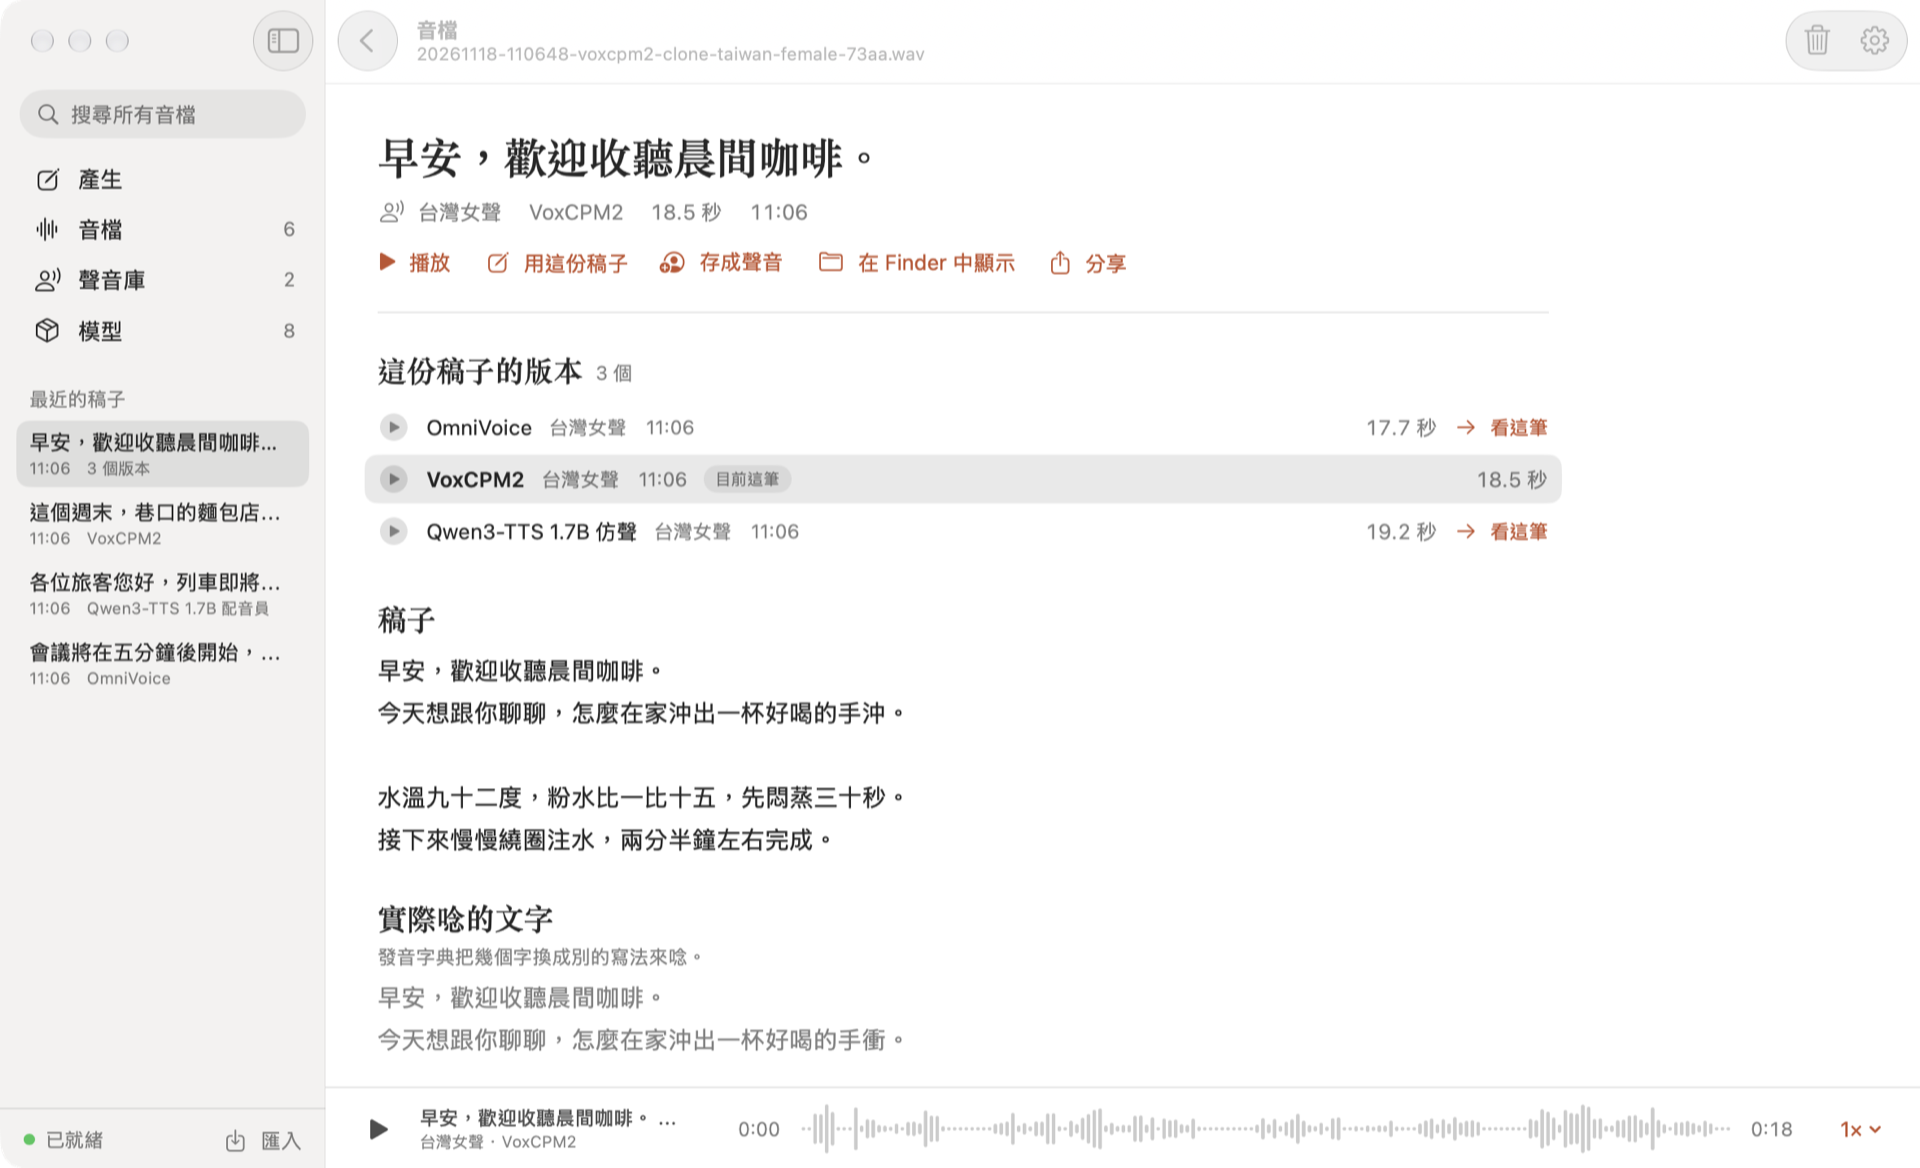 音檔
20261118-110648-voxcpm2-clone-taiwan-female-73aa.wav
搜尋所有音檔
產生
音檔 6
聲音庫 2
模型 8
最近的稿子
早安，歡迎收聽晨間咖啡...
11:06 3 個版本
這個週末，巷口的麵包店...
11:06 VoxCPM2
各位旅客您好，列車即將...
11:06 Qwen3-TTS 1.7B 配音員
會議將在五分鐘後開始，...
11:06 OmniVoice
已就緒 匯入
早安，歡迎收聽晨間咖啡。
台灣女聲 VoxCPM2 18.5 秒 11:06
播放 用這份稿子 存成聲音 在 Finder 中顯示 分享
這份稿子的版本 3 個
OmniVoice 台灣女聲 11:06 17.7 秒 → 看這筆
VoxCPM2 台灣女聲 11:06 目前這筆 18.5 秒
Qwen3-TTS 1.7B 仿聲 台灣女聲 11:06 19.2 秒 → 看這筆
稿子
早安，歡迎收聽晨間咖啡。
今天想跟你聊聊，怎麼在家沖出一杯好喝的手沖。
水溫九十二度，粉水比一比十五，先悶蒸三十秒。
接下來慢慢繞圈注水，兩分半鐘左右完成。
實際唸的文字
發音字典把幾個字換成別的寫法來唸。
早安，歡迎收聽晨間咖啡。
今天想跟你聊聊，怎麼在家沖出一杯好喝的手衝。
早安，歡迎收聽晨間咖啡。 ...
台灣女聲 · VoxCPM2
0:00 0:18 1×